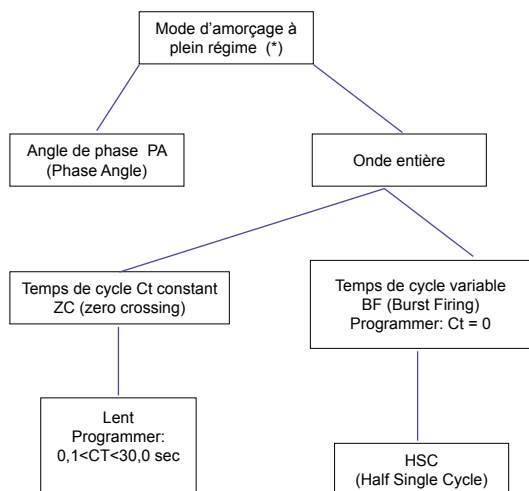 Mode d'amorçage à
plein régime (*)
Angle de phase PA
(Phase Angle)
Onde entière
Temps de cycle Ct constant
ZC (zero crossing)
Temps de cycle variable
BF (Burst Firing)
Programmer: Ct = 0
Lent
Programmer:
0,1<CT<30,0 sec
HSC
(Half Single Cycle)